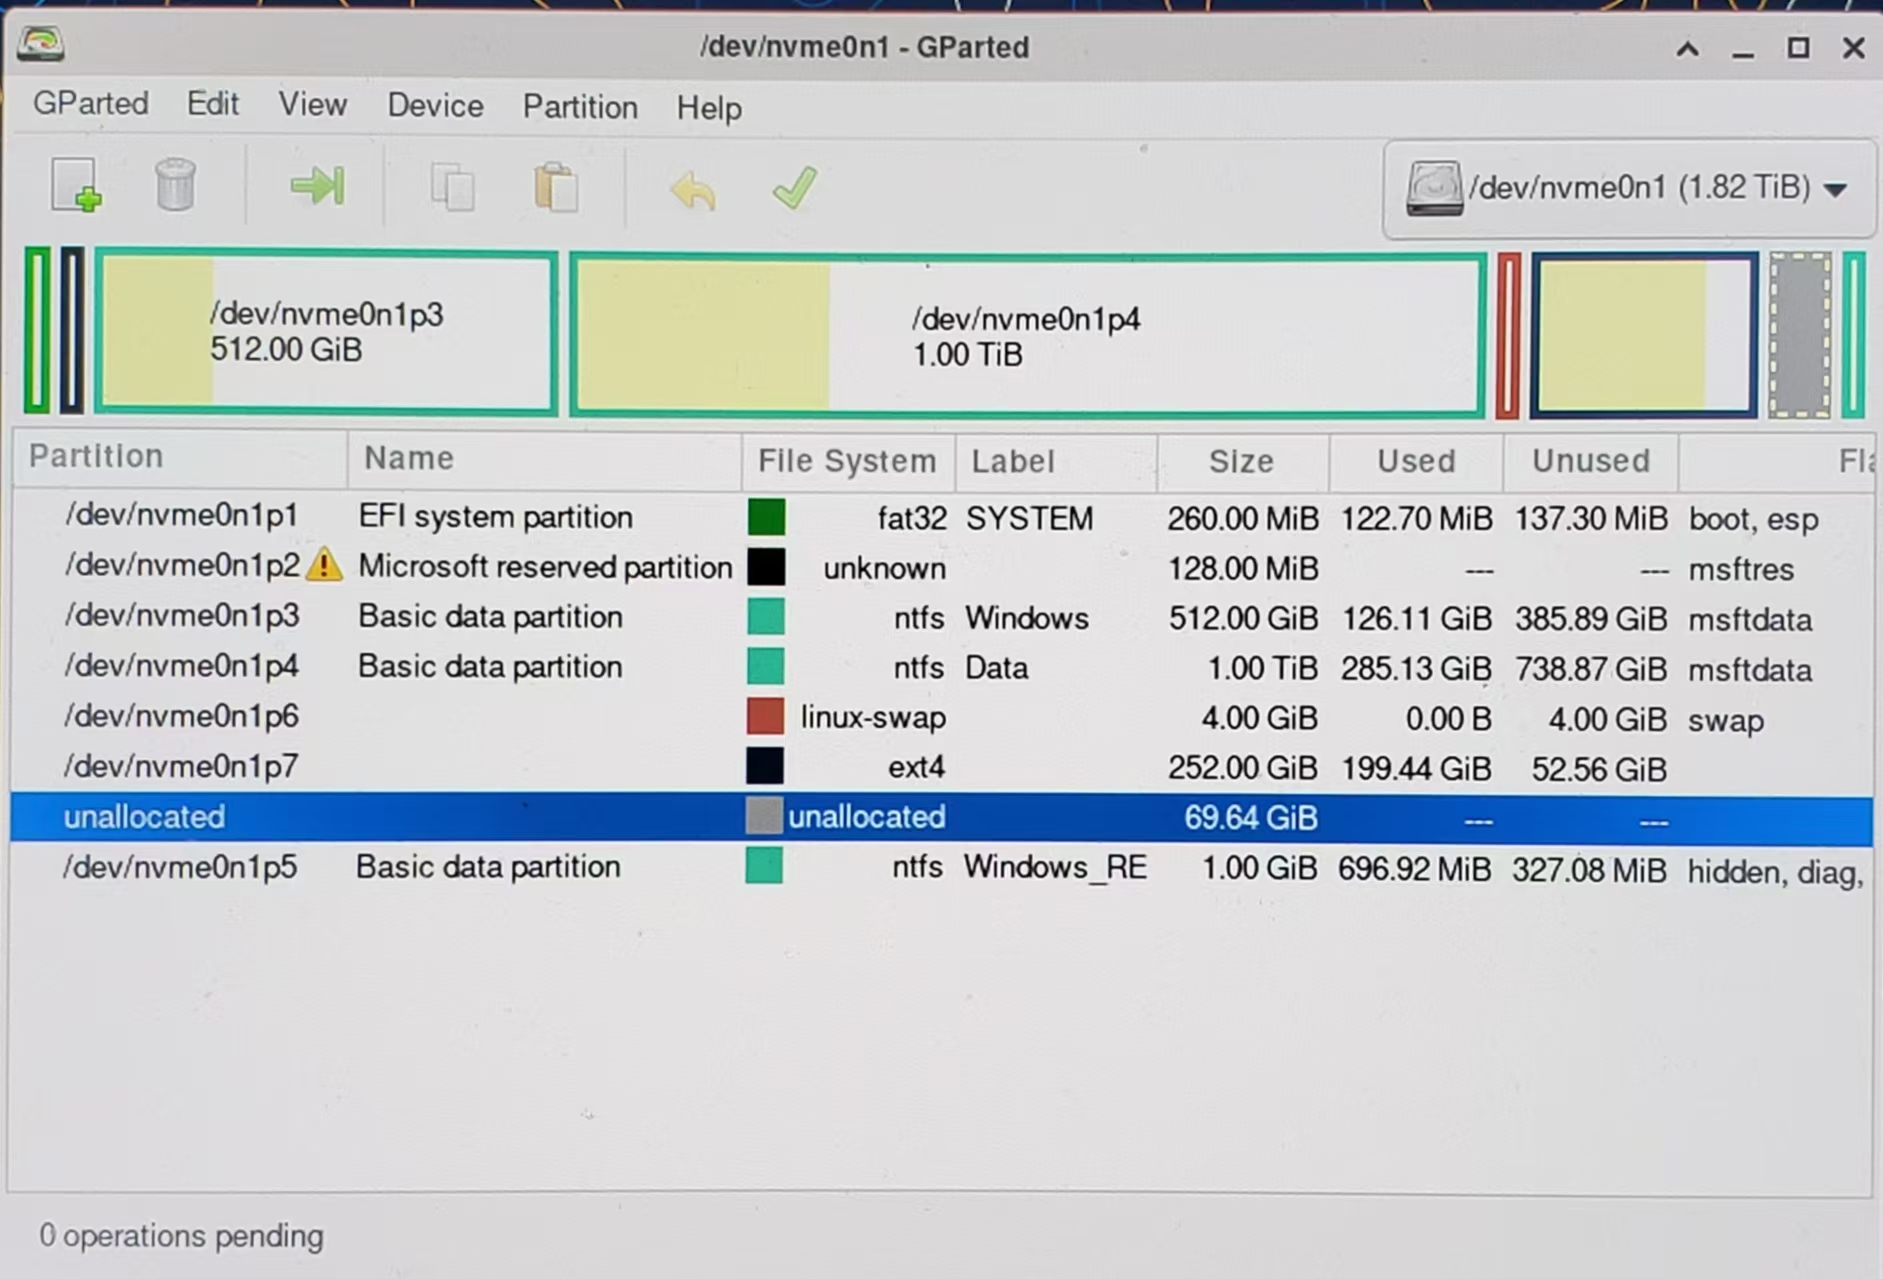 /dev/nvme0n1 - GParted
GParted Edit View Device Partition Help
/dev/nvme0n1 (1.82 TiB)
/dev/nvme0n1p3
512.00 GiB
/dev/nvme0n1p4
1.00 TiB
Partition Name File System Label Size Used Unused Fla
/dev/nvme0n1p1 EFI system partition fat32 SYSTEM 260.00 MiB 122.70 MiB 137.30 MiB boot, esp
/dev/nvme0n1p2 Microsoft reserved partition unknown 128.00 MiB --- --- msftres
/dev/nvme0n1p3 Basic data partition ntfs Windows 512.00 GiB 126.11 GiB 385.89 GiB msftdata
/dev/nvme0n1p4 Basic data partition ntfs Data 1.00 TiB 285.13 GiB 738.87 GiB msftdata
/dev/nvme0n1p6 linux-swap 4.00 GiB 0.00 B 4.00 GiB swap
/dev/nvme0n1p7 ext4 252.00 GiB 199.44 GiB 52.56 GiB
unallocated unallocated 69.64 GiB --- ---
/dev/nvme0n1p5 Basic data partition ntfs Windows_RE 1.00 GiB 696.92 MiB 327.08 MiB hidden, diag,
0 operations pending